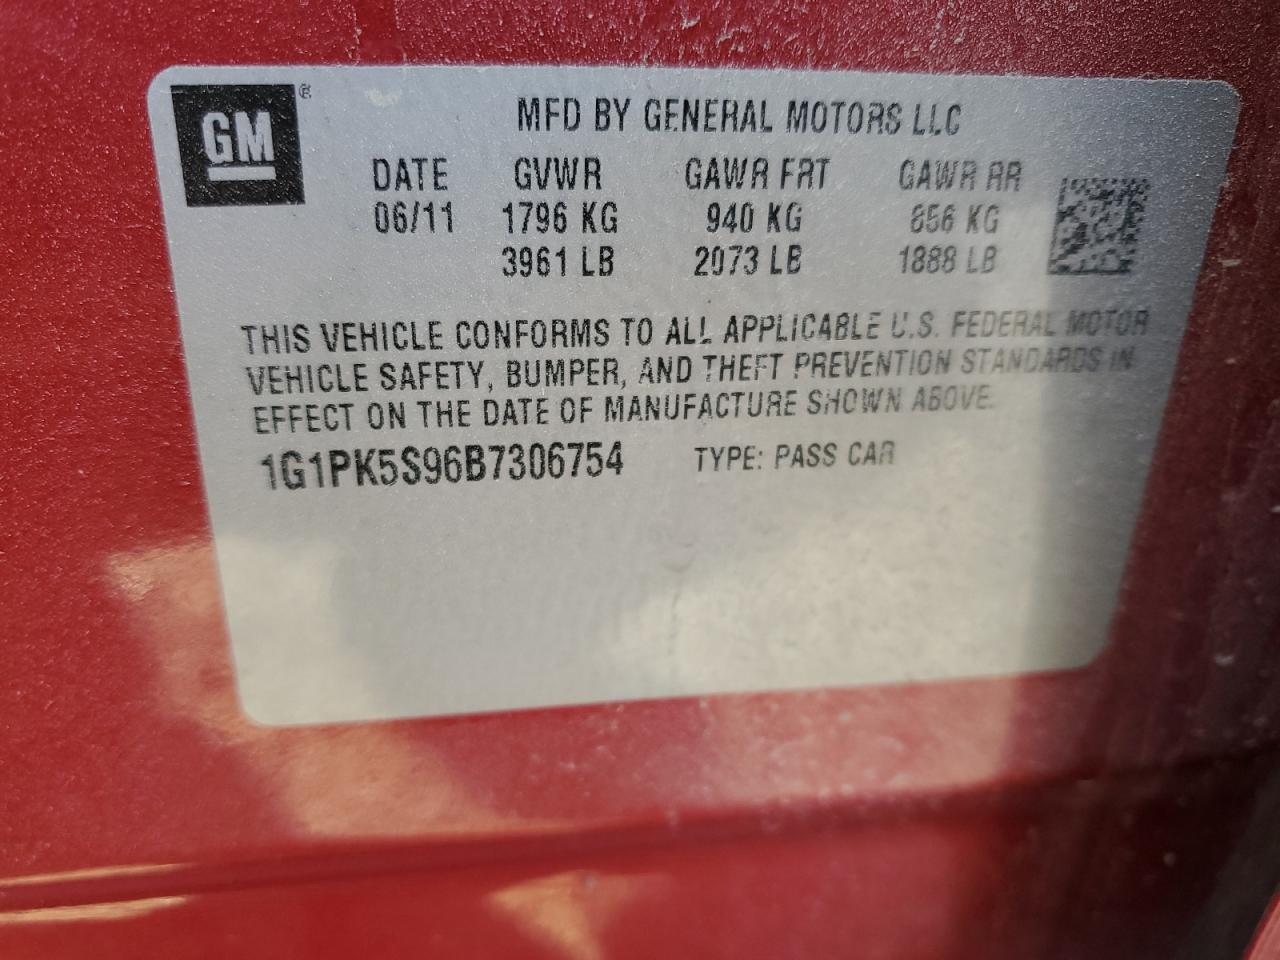 GM ®
MFD BY GENERAL MOTORS LLC
DATE GVWR GAWR FRT GAWR RR
06/11 1796 KG 940 KG 856 KG
3961 LB 2073 LB 1888 LB
THIS VEHICLE CONFORMS TO ALL APPLICABLE U.S. FEDERAL MOTOR
VEHICLE SAFETY, BUMPER, AND THEFT PREVENTION STANDARDS IN
EFFECT ON THE DATE OF MANUFACTURE SHOWN ABOVE.
1G1PK5S96B7306754 TYPE: PASS CAR